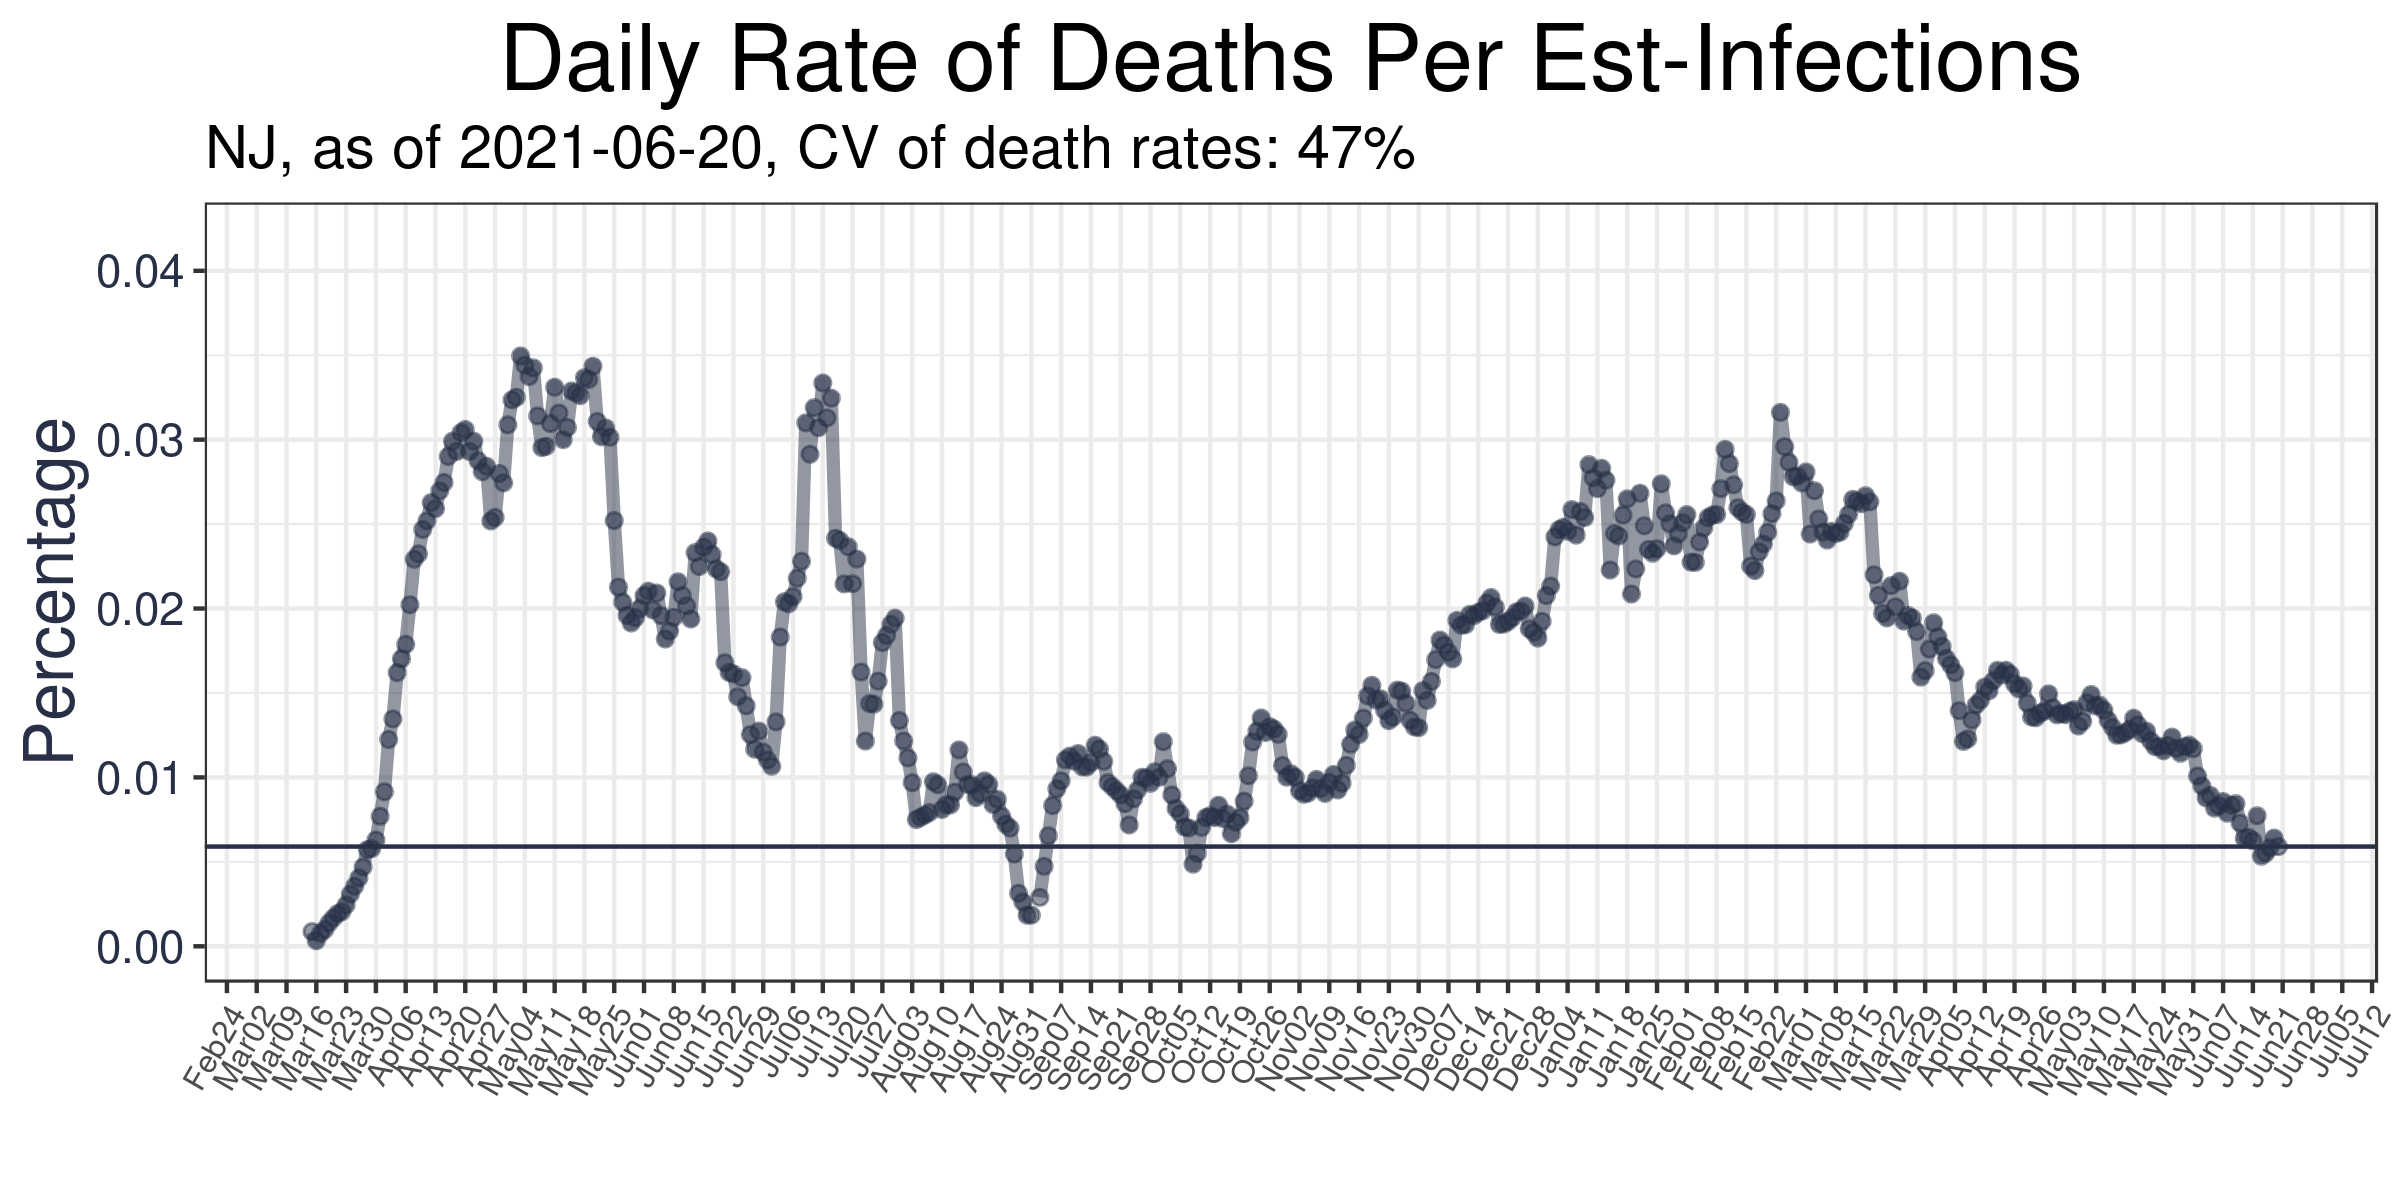 Daily Rate of Deaths Per Est-Infections
NJ, as of 2021-06-20, CV of death rates: 47%
Percentage
0.04
0.03
0.02
0.01
0.00
Feb24
Mar02
Mar09
Mar16
Mar23
Mar30
Apr06
Apr13
Apr20
Apr27
May04
May11
May18
May25
Jun01
Jun08
Jun15
Jun22
Jun29
Jul06
Jul13
Jul20
Jul27
Aug03
Aug10
Aug17
Aug24
Aug31
Sep07
Sep14
Sep21
Sep28
Oct05
Oct12
Oct19
Oct26
Nov02
Nov09
Nov16
Nov23
Nov30
Dec07
Dec14
Dec21
Dec28
Jan04
Jan11
Jan18
Jan25
Feb01
Feb08
Feb15
Feb22
Mar01
Mar08
Mar15
Mar22
Mar29
Apr05
Apr12
Apr19
Apr26
May03
May10
May17
May24
May31
Jun07
Jun14
Jun21
Jun28
Jul05
Jul12